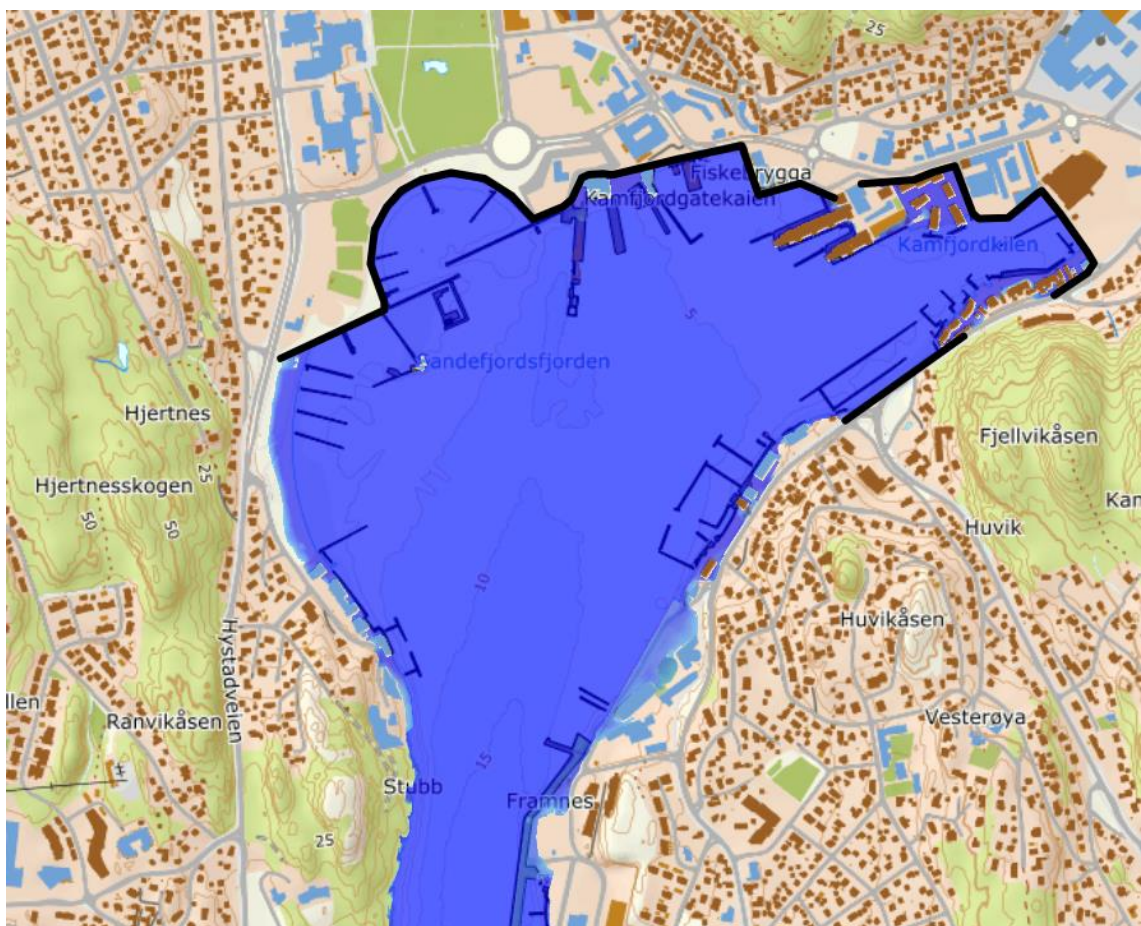 25
Fiskebrygga
Kamfjordgatekaien
Kamfjordkilen
5
Sandefjordsfjorden
Hjertnes
Fjellvikåsen
25
Hjertnesskogen
50
50
Kam
Huvik
10
Huvikåsen
Hystadveien
llen
Ranvikåsen
Vesterøya
15
Stubb
Framnes
25